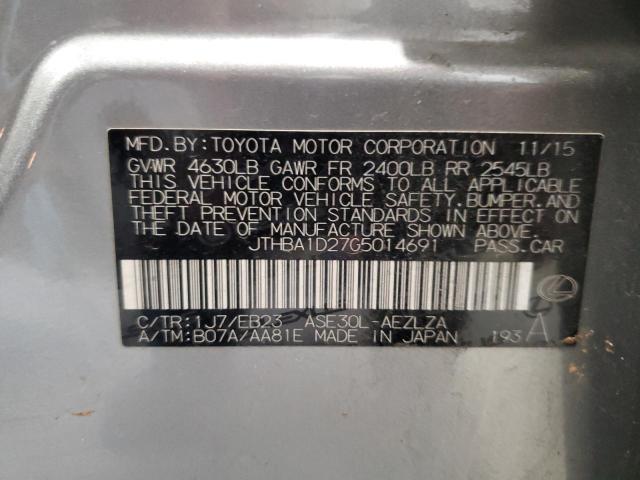 MFD.BY:TOYOTA MOTOR CORPORATION 11/15
GVWR 4630LB GAWR FR 2400LB RR 2545LB
THIS VEHICLE CONFORMS TO ALL APPLICABLE
FEDERAL MOTOR VEHICLE SAFETY.BUMPER.AND
THEFT PREVENTION STANDARDS IN EFFECT ON
THE DATE OF MANUFACTURE SHOWN ABOVE.
JTHBA1D27G5014691 PASS.CAR
C/TR:1J7/EB23 ASE30L-AEZLZA
A/TM:B07A/AA81E MADE IN JAPAN 193 A